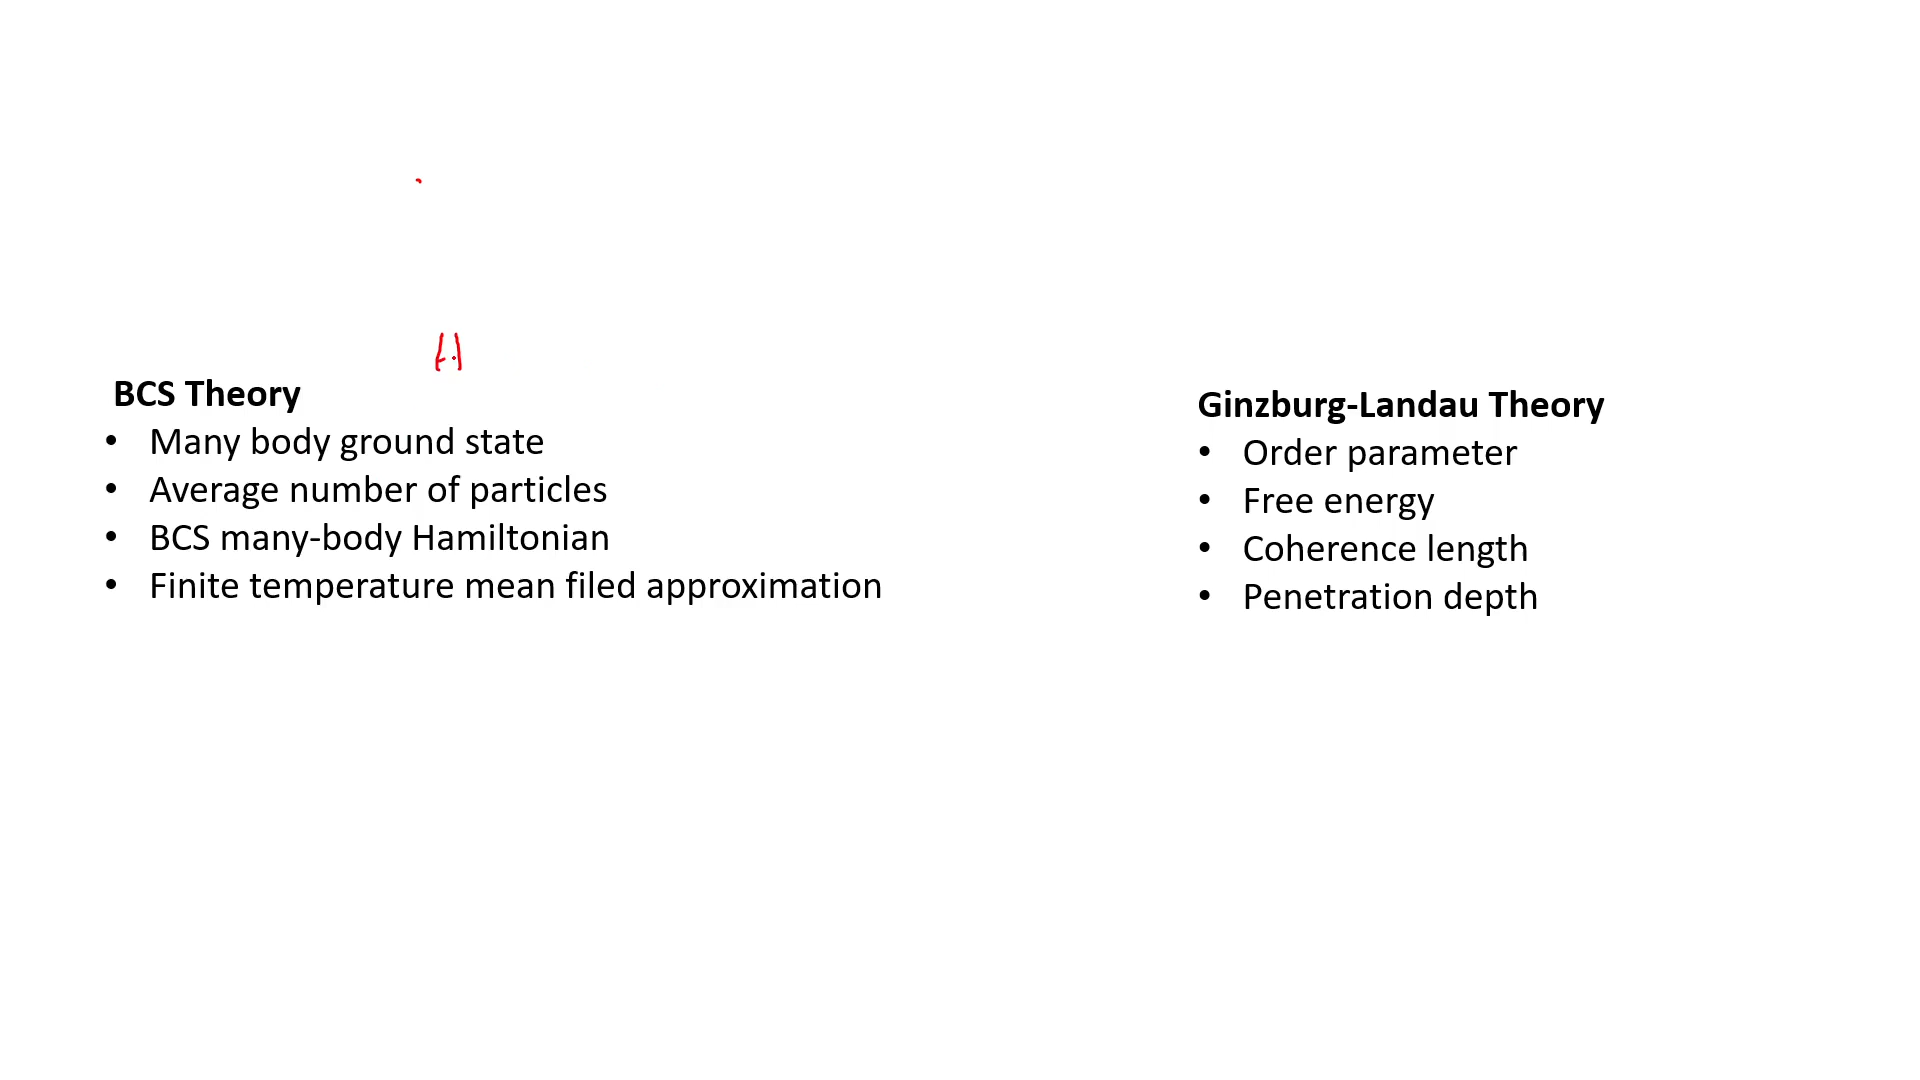 H
BCS Theory
• Many body ground state
• Average number of particles
• BCS many-body Hamiltonian
• Finite temperature mean filed approximation
Ginzburg-Landau Theory
• Order parameter
• Free energy
• Coherence length
• Penetration depth